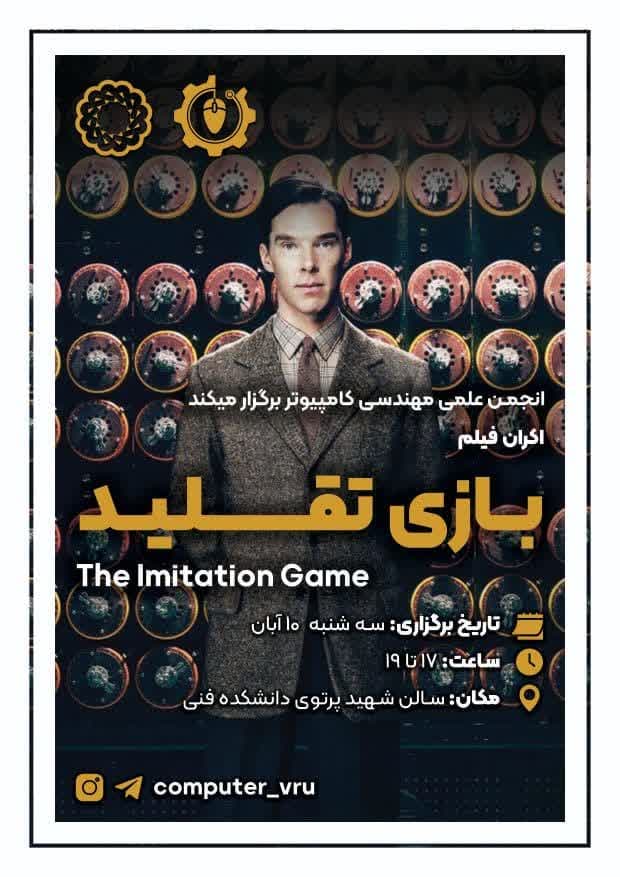 انجمن علمی مهندسی کامپیوتر برگزار میکند
اکران فیلم
بازی تقلید
The Imitation Game
تاریخ برگزاری: سه شنبه ۱۰ آبان
ساعت: ۱۷ تا ۱۹
مکان: سالن شهید پرتوی دانشکده فنی
computer_vru